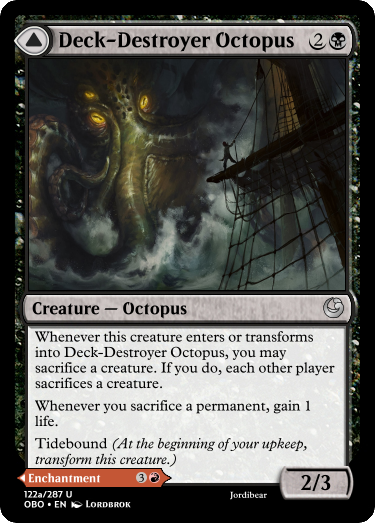 Deck-Destroyer Octopus 2
Creature — Octopus
Whenever this creature enters or transforms
into Deck-Destroyer Octopus, you may
sacrifice a creature. If you do, each other player
sacrifices a creature.
Whenever you sacrifice a permanent, gain 1
life.
Tidebound (At the beginning of your upkeep,
transform this creature.)
Enchantment 3
2/3
122a/287 U
OBO • EN Lordbrok
Jordibear